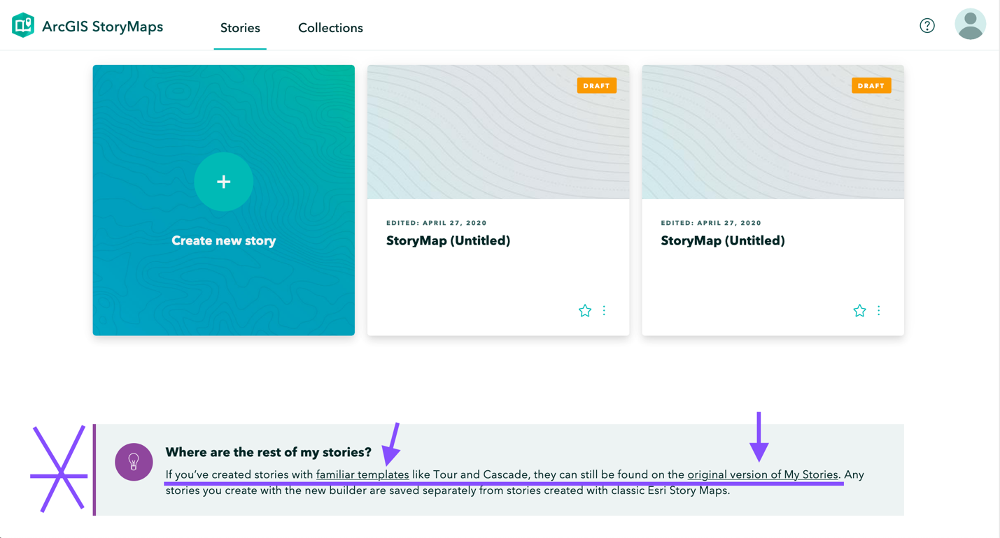 ArcGIS StoryMaps
Stories
Collections
?
Create new story
DRAFT
EDITED: APRIL 27, 2020
StoryMap (Untitled)
DRAFT
EDITED: APRIL 27, 2020
StoryMap (Untitled)
Where are the rest of my stories?
If you’ve created stories with familiar templates like Tour and Cascade, they can still be found on the original version of My Stories. Any
stories you create with the new builder are saved separately from stories created with classic Esri Story Maps.